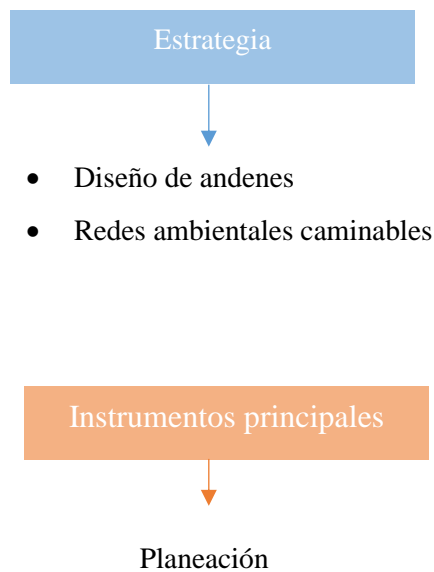 Estrategia
• Diseño de andenes
• Redes ambientales caminables
Instrumentos principales
Planeación